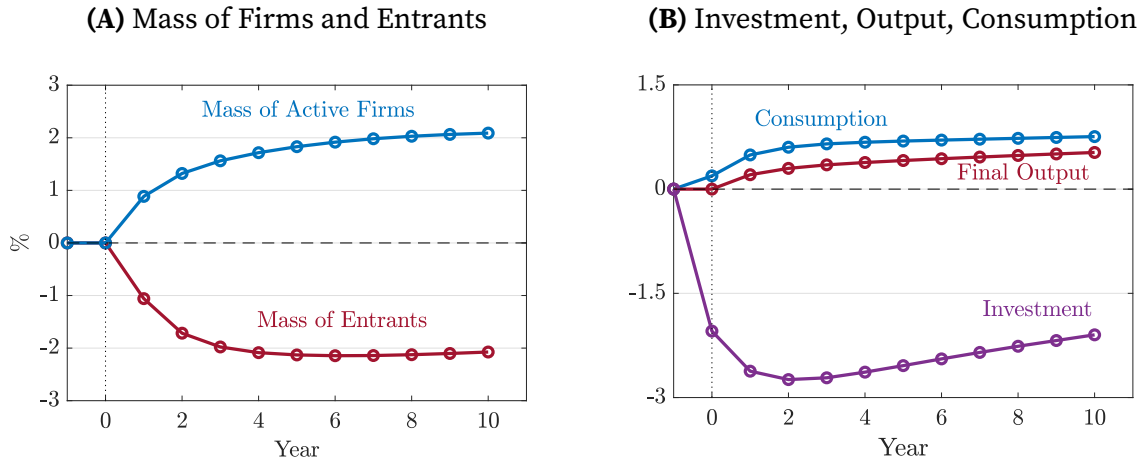 (A) Mass of Firms and Entrants
3
2
1
0
-1
-2
-3
%
Mass of Active Firms
Mass of Entrants
0 2 4 6 8 10
Year
(B) Investment, Output, Consumption
1.5
0
-1.5
-3
Consumption
Final Output
Investment
0 2 4 6 8 10
Year